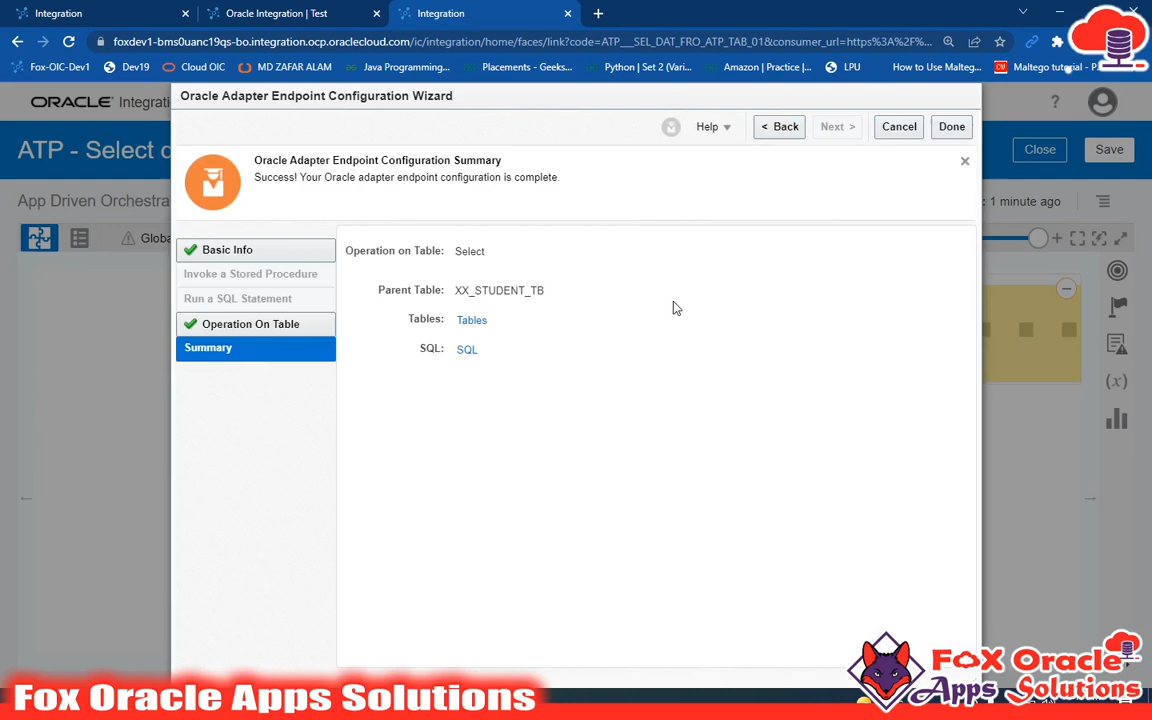 Integration
Oracle Integration | Test
Integration
foxdev1-bms0uanc19qs-bo.integration.ocp.oraclecloud.com/ic/integration/home/faces/link?code=ATP__SEL_DAT_FRO_ATP_TAB_01&consumer_url=https%3A%2F%...
Fox-OIC-Dev1
Dev19
Cloud OIC
MD ZAFAR ALAM
Java Programming...
Placements - Geeks...
Python | Set 2 (Vari...
Amazon | Practice |...
LPU
How to Use Malteg...
Maltego tutorial - P
Oracle Adapter Endpoint Configuration Wizard
ORACLE Integrat
?
Help
< Back
Next >
Cancel
Done
ATP - Select d
Close
Save
Oracle Adapter Endpoint Configuration Summary
Success! Your Oracle adapter endpoint configuration is complete.
App Driven Orchestra
: 1 minute ago
Globa
Basic Info
Invoke a Stored Procedure
Run a SQL Statement
Operation On Table
Summary
Operation on Table: Select
Parent Table: XX_STUDENT_TB
Tables: Tables
SQL: SQL
(x)
Fox Oracle Apps Solutions
FOX Oracle
Apps Solutions